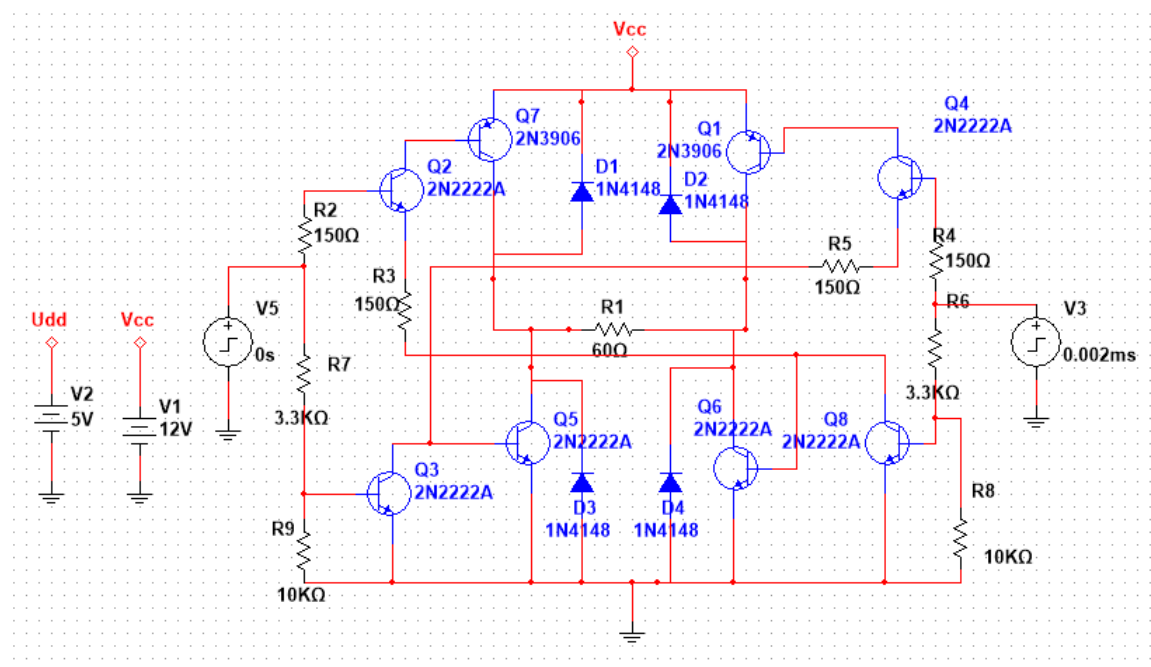 Vcc
Q7
2N3906
Q1
2N3906
Q4
2N2222A
Q2
2N2222A
D1
1N4148
D2
1N4148
R2
150Ω
R4
150Ω
R5
150Ω
R3
150Ω
R6
3.3KΩ
V5
0s
V3
0.002ms
R1
60Ω
Udd
Vcc
V2
5V
V1
12V
R7
3.3KΩ
Q5
2N2222A
Q6
2N2222A
Q8
2N2222A
Q3
2N2222A
D3
1N4148
D4
1N4148
R8
10KΩ
R9
10KΩ